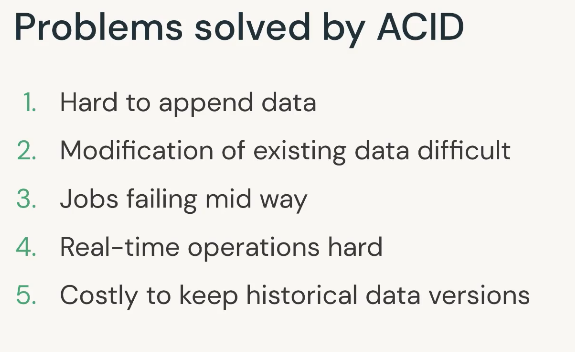 Problems solved by ACID
1. Hard to append data
2. Modification of existing data difficult
3. Jobs failing mid way
4. Real-time operations hard
5. Costly to keep historical data versions